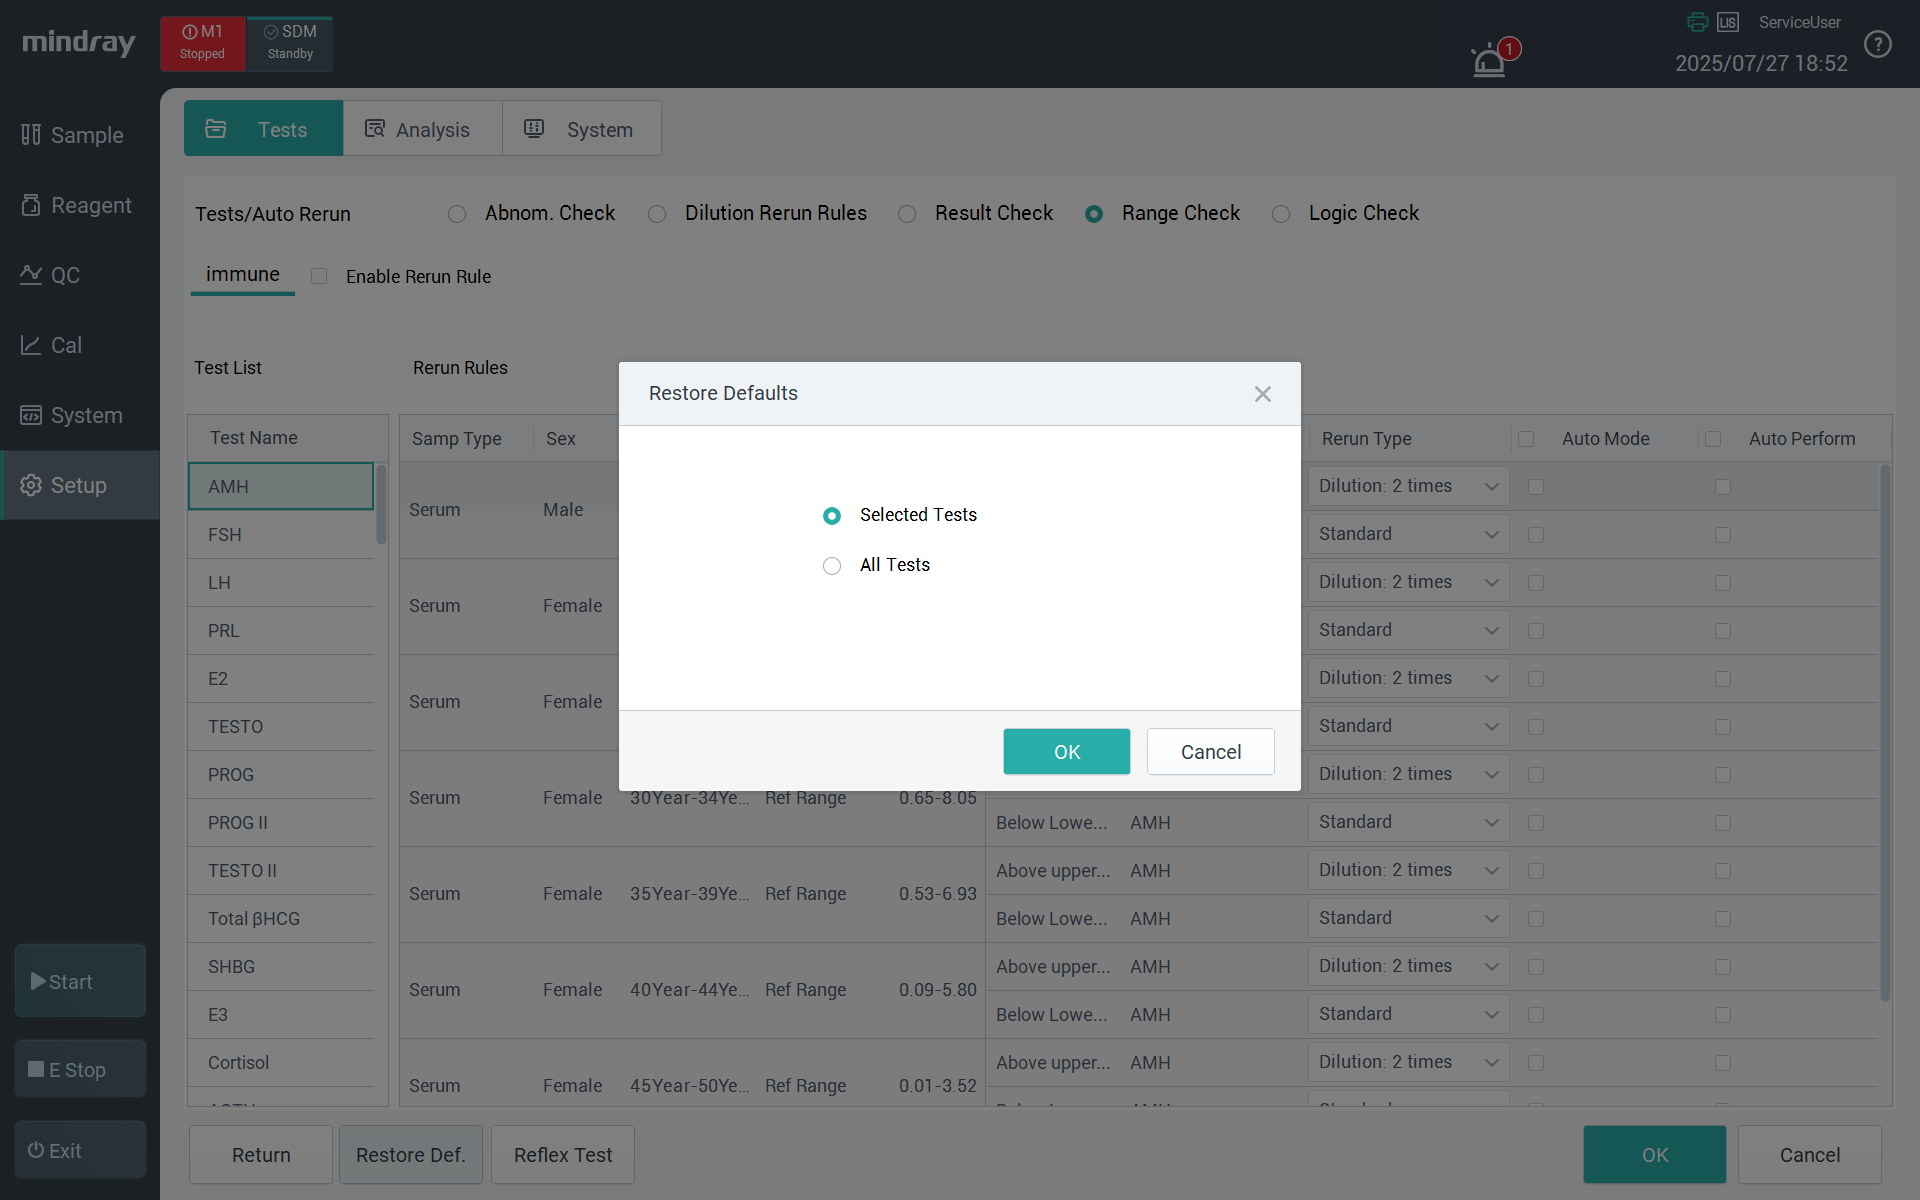 mindray
M1
Stopped
SDM
Standby
1
LIS
ServiceUser
2025/07/27 18:52
?
Sample
Reagent
QC
Cal
System
Setup
Start
E Stop
Exit
Tests
Analysis
System
Tests/Auto Rerun
Abnom. Check
Dilution Rerun Rules
Result Check
Range Check
Logic Check
immune
Enable Rerun Rule
Test List
Rerun Rules
Test Name
AMH
FSH
LH
PRL
E2
TESTO
PROG
PROG II
TESTO II
Total βHCG
SHBG
E3
Cortisol
Samp Type Sex Rerun Type Auto Mode Auto Perform
Serum Male Dilution: 2 times
Standard
Serum Female Dilution: 2 times
Standard
Serum Female Dilution: 2 times
Standard
Serum Female 30Year-34Ye... Ref Range 0.65-8.05 Dilution: 2 times
Below Lowe... AMH Standard
Serum Female 35Year-39Ye... Ref Range 0.53-6.93 Above upper... AMH Dilution: 2 times
Below Lowe... AMH Standard
Serum Female 40Year-44Ye... Ref Range 0.09-5.80 Above upper... AMH Dilution: 2 times
Below Lowe... AMH Standard
Serum Female 45Year-50Ye... Ref Range 0.01-3.52 Above upper... AMH Dilution: 2 times
Restore Defaults
Selected Tests
All Tests
OK
Cancel
Return
Restore Def.
Reflex Test
OK
Cancel